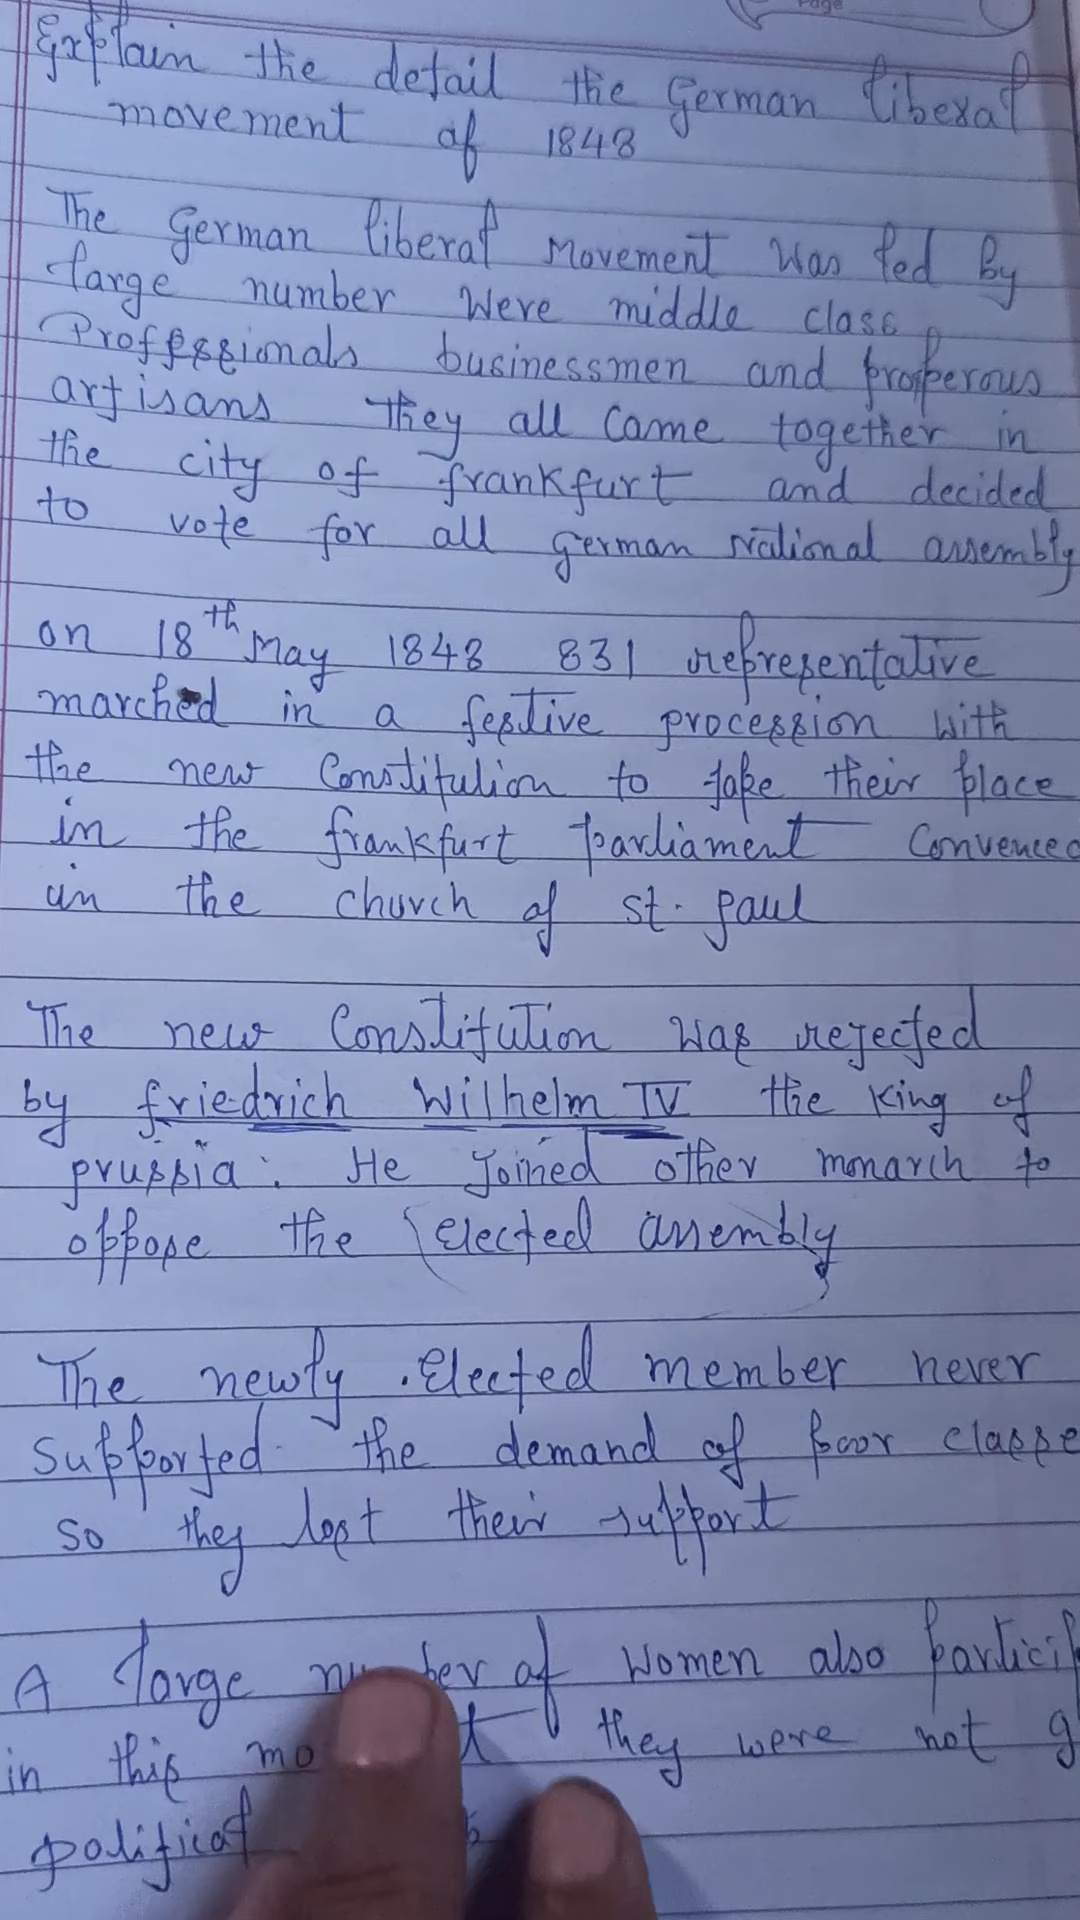 Page
Explain the detail the German liberal
movement of 1848
The German liberal Movement was led by
large number were middle class
Proffessionals businessmen and prosperous
artisans They all Came together in
the city of frankfurt and decided
to vote for all german National assembly
on 18th May 1848 831 representative
marched in a festive procession with
the new Constitution to take their place
in the frankfurt parliament Convened
in the church of st. paul
The new Constitution was rejected
by friedrich Wilhelm IV the King of
prussia. He Joined other monarch to
oppose the Elected assembly
The newly Elected member never
Supported the demand of poor classe
so they lost their support
A large number of Women also particip
in this they were not g
political